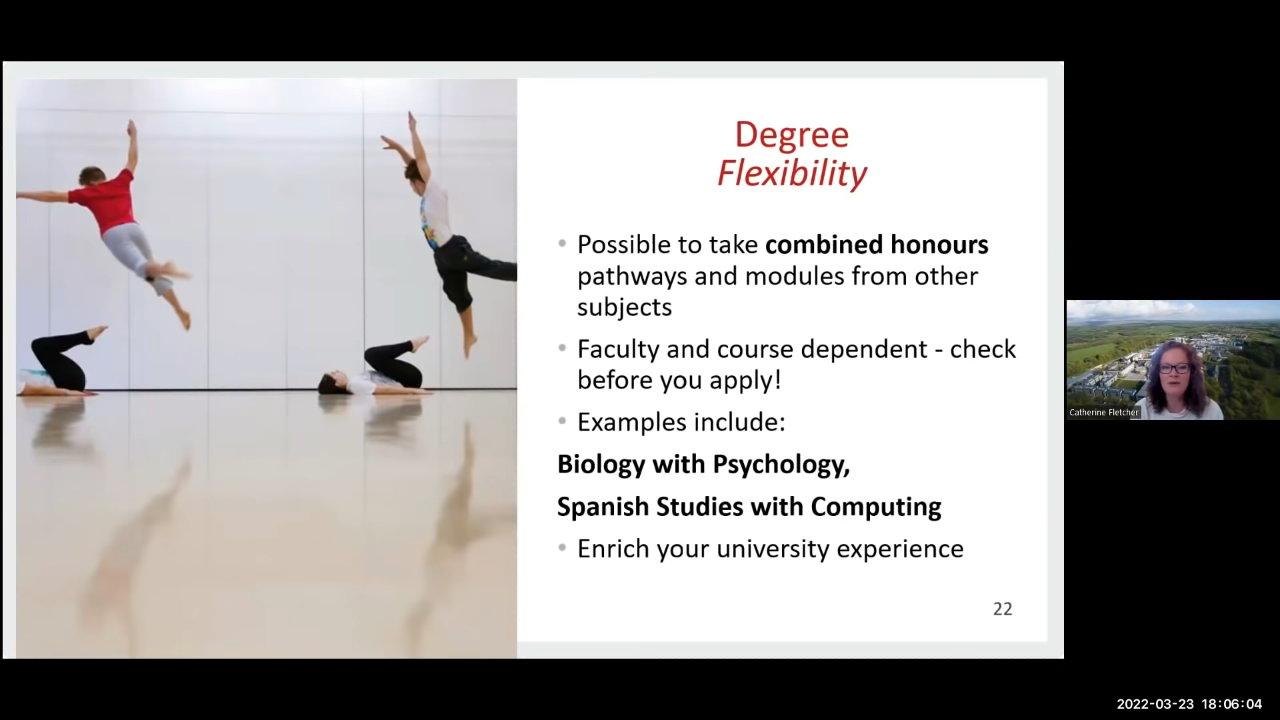 Degree
Flexibility
• Possible to take combined honours
pathways and modules from other
subjects
• Faculty and course dependent - check
before you apply!
• Examples include:
Biology with Psychology,
Spanish Studies with Computing
• Enrich your university experience
22
Catherine Fletcher
2022-03-23 18:06:04